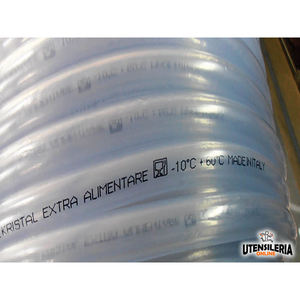 KRISTAL EXTRA ALIMENTARE -10°C +60°C MADE IN ITALY
UTENSILERIA
ONLINE